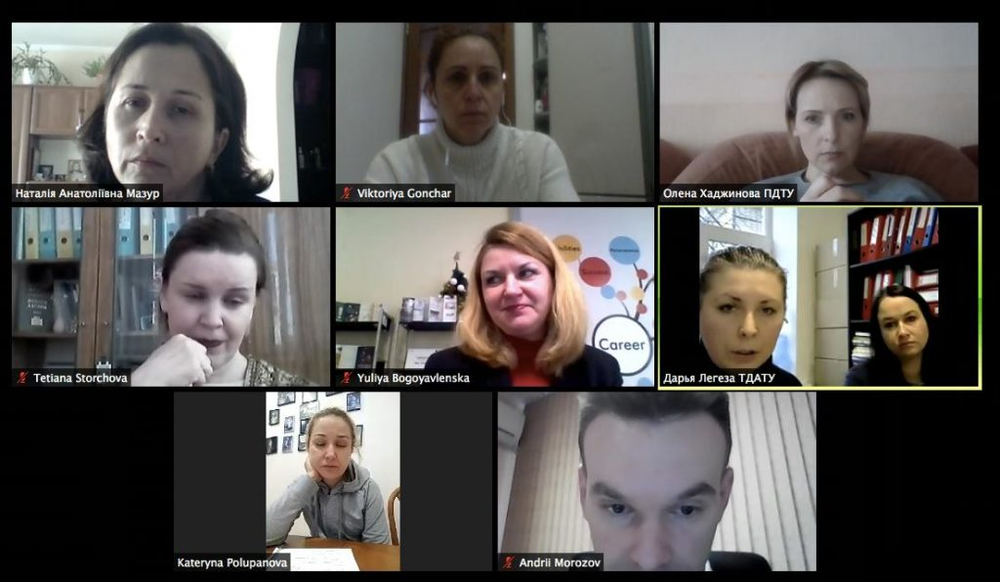 Наталія Анатоліївна Мазур
Viktoriya Gonchar
Олена Хаджинова ПДТУ
Tetiana Storchova
Career
Yuliya Bogoyavlenska
Дарья Легеза ТДАТУ
Kateryna Polupanova
Andrii Morozov